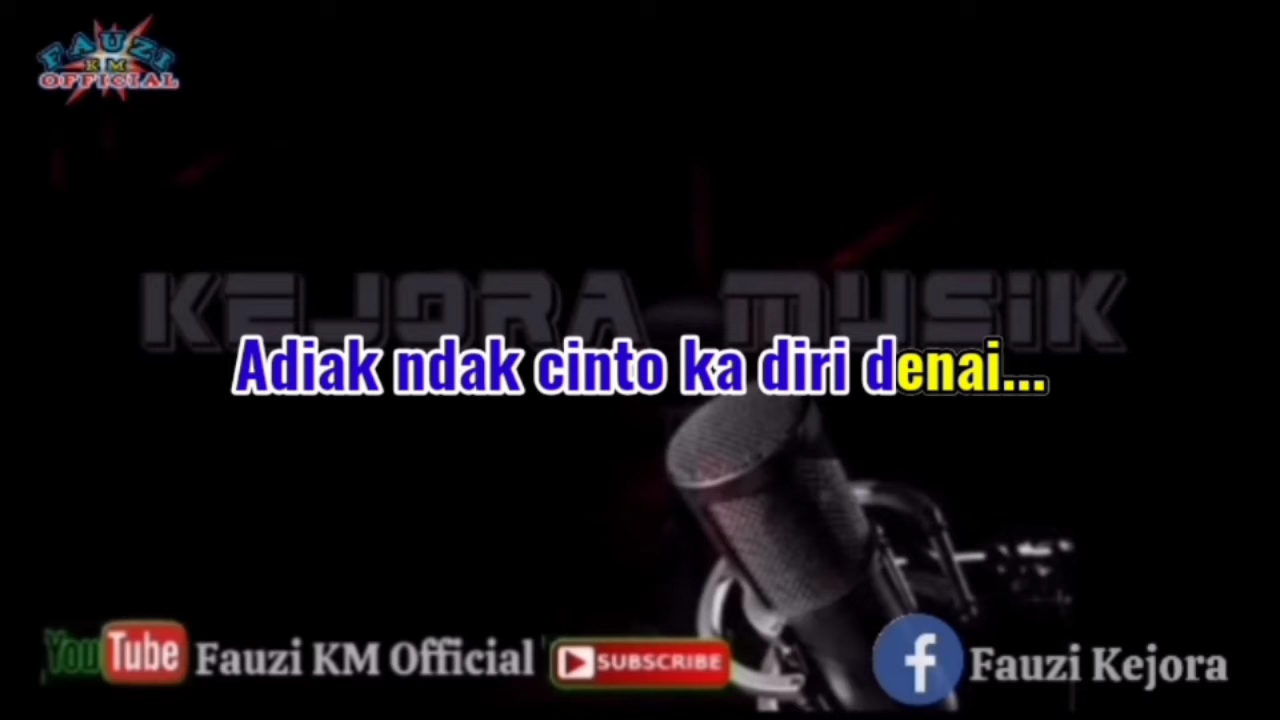 FAUZI
KM
OFFICIAL
KEJORA MUSIK
Adiak ndak cinto ka diri denai...
YouTube Fauzi KM Official SUBSCRIBE f Fauzi Kejora